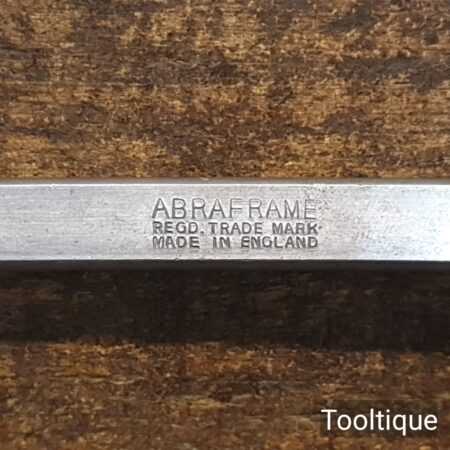 ABRAFRAME
REGD. TRADE MARK
MADE IN ENGLAND
Tooltique